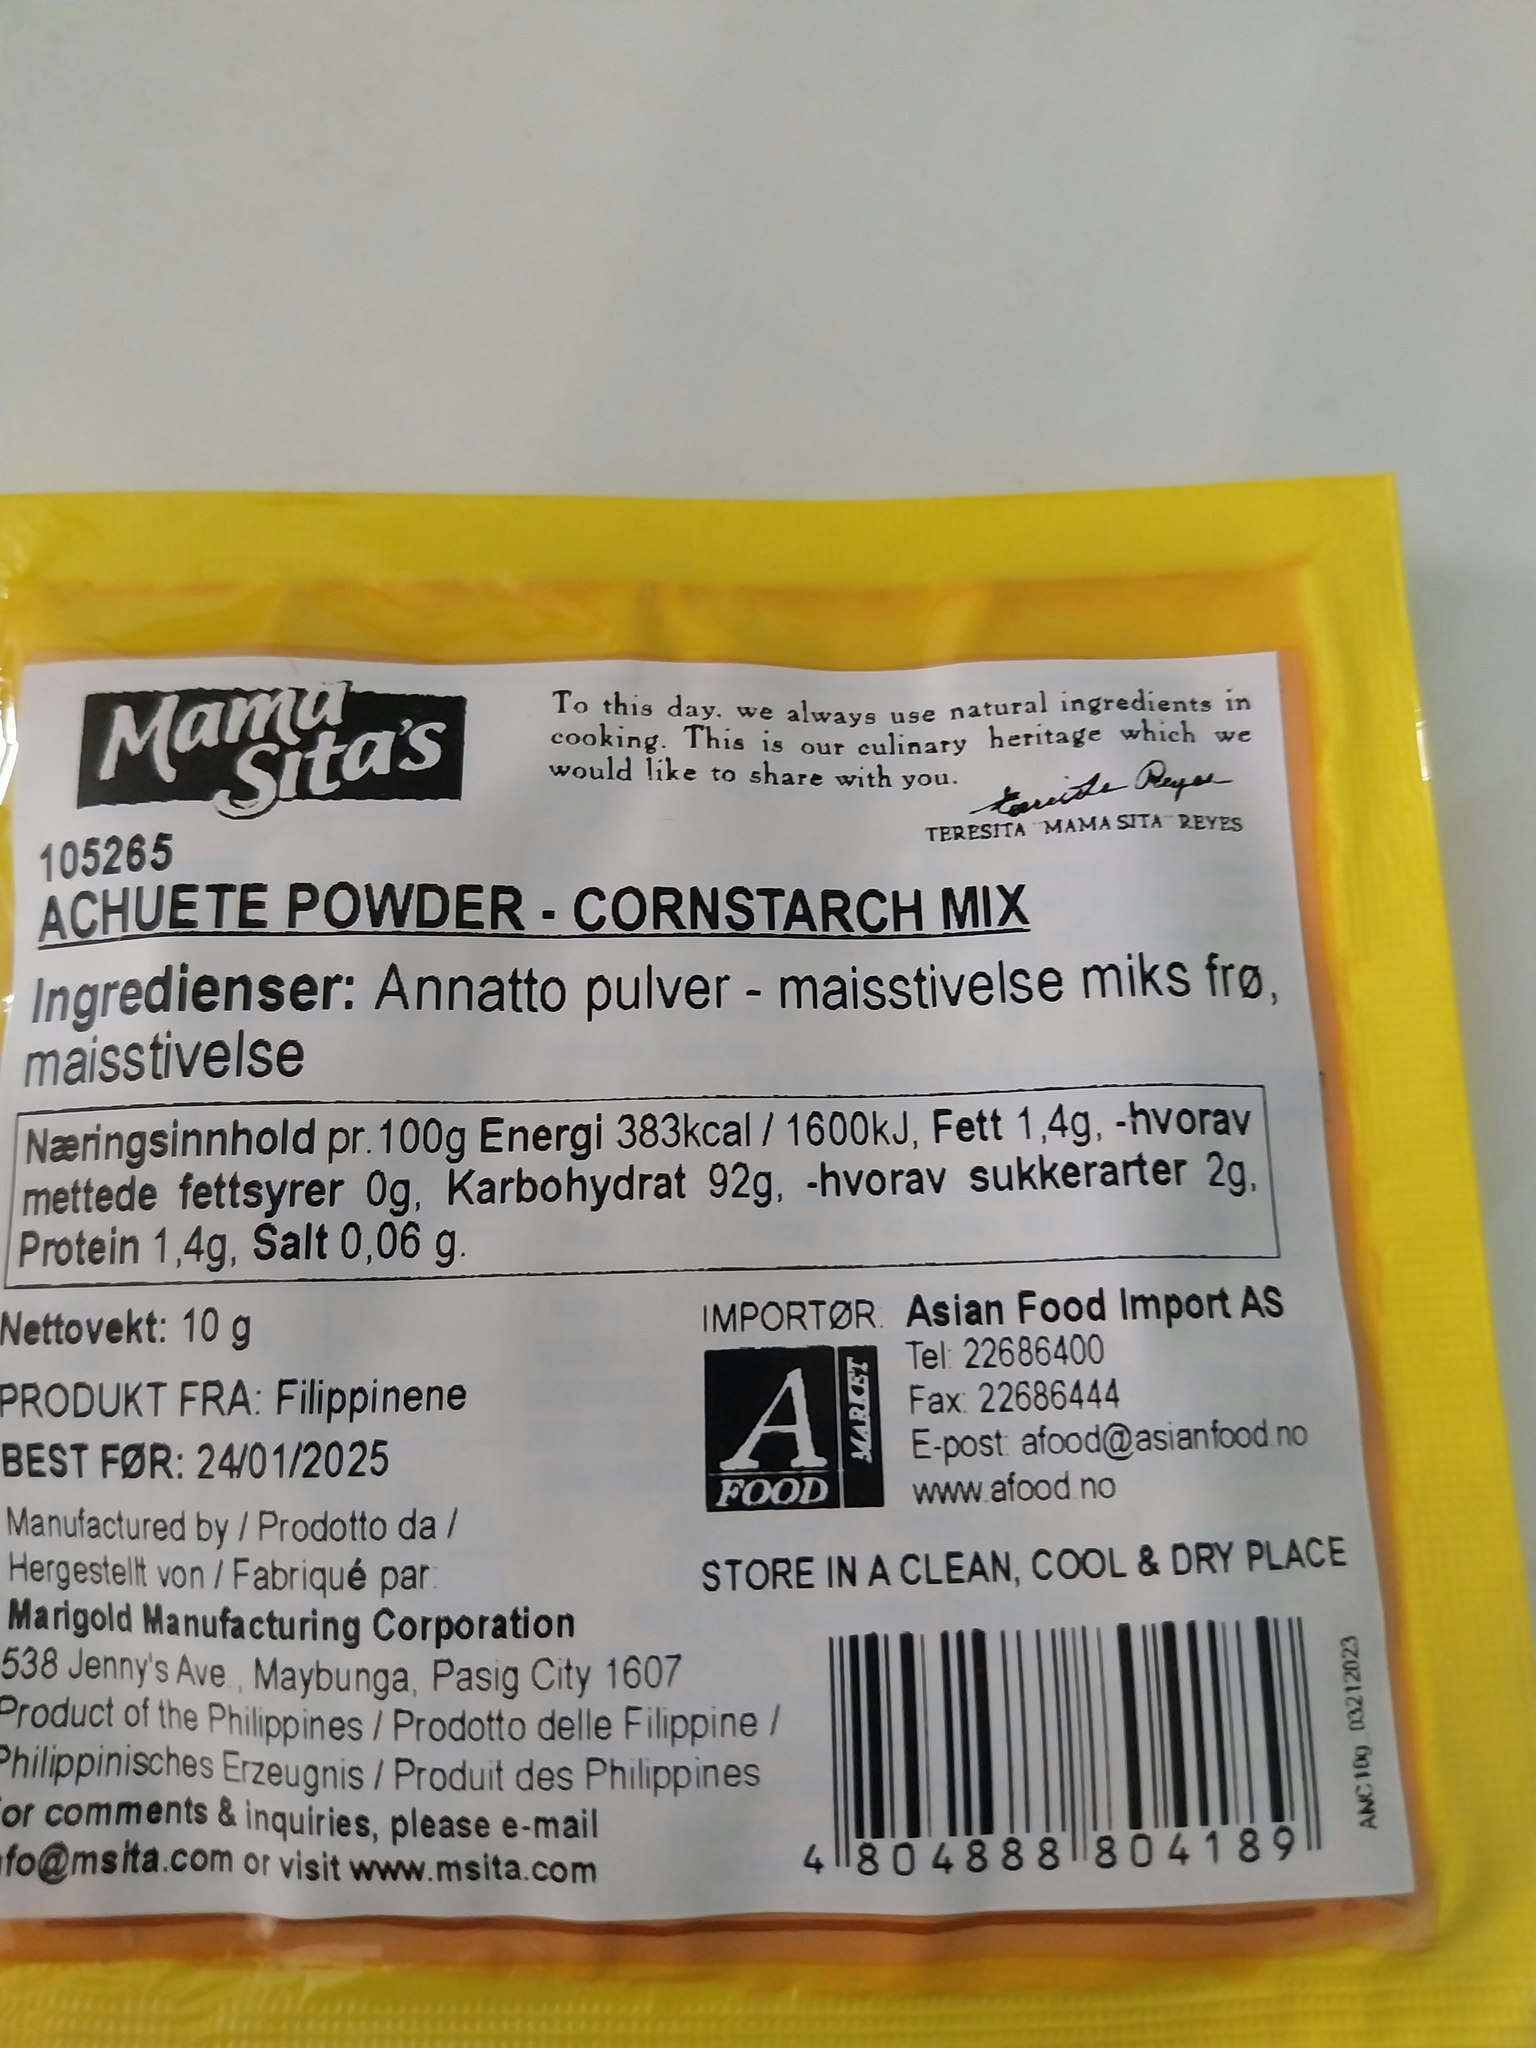 Mama
Sita's
To this day. we always use natural ingredients in
cooking. This is our culinary heritage which we
would like to share with you.
Teresita Reyes
TERESITA "MAMA SITA" REYES
105265
ACHUETE POWDER - CORNSTARCH MIX
Ingredienser: Annatto pulver - maisstivelse miks frø,
maisstivelse
Næringsinnhold pr.100g Energi 383kcal / 1600kJ, Fett 1,4g, -hvorav
mettede fettsyrer 0g, Karbohydrat 92g, -hvorav sukkerarter 2g,
Protein 1,4g, Salt 0,06 g.
Nettovekt: 10 g
PRODUKT FRA: Filippinene
BEST FØR: 24/01/2025
Manufactured by / Prodotto da /
Hergestellt von / Fabriqué par:
Marigold Manufacturing Corporation
538 Jenny's Ave., Maybunga, Pasig City 1607
Product of the Philippines / Prodotto delle Filippine /
Philippinisches Erzeugnis / Produit des Philippines
or comments & inquiries, please e-mail
fo@msita.com or visit www.msita.com
IMPORTØR: Asian Food Import AS
Tel: 22686400
Fax: 22686444
E-post: afood@asianfood.no
www.afood.no
A
FOOD
MARKET
STORE IN A CLEAN, COOL & DRY PLACE
4 804888 804189
ANC10g 03212023